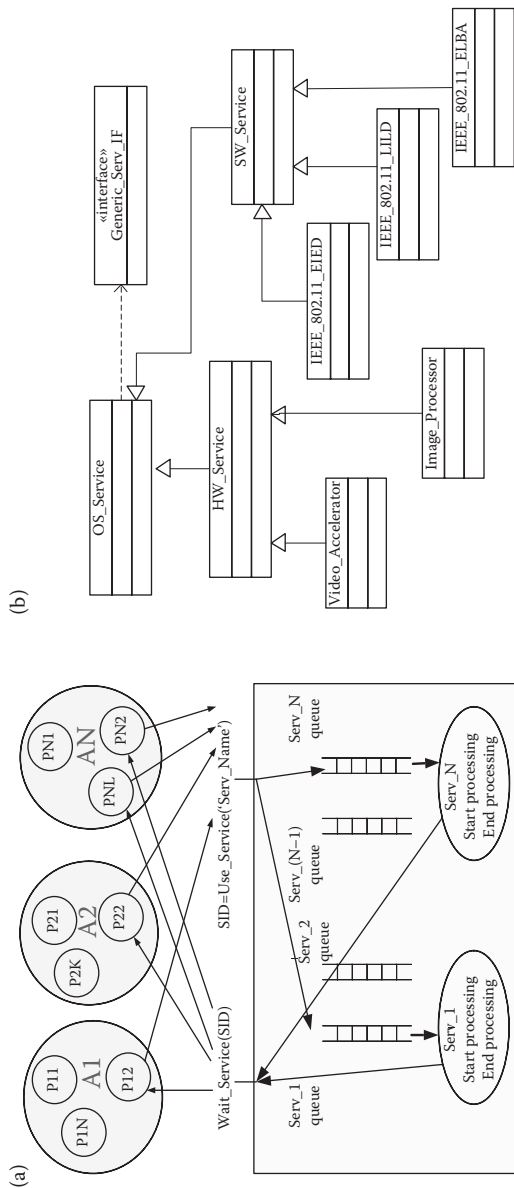 (a)
A1
P11
P1N
P12
A2
P21
P2K
P22
AN
PN1
PNL
PN2
Wait_Service(SID)
SID=Use_Service('Serv_Name')
Serv_1
queue
Serv_2
queue
Serv_(N−1)
queue
Serv_N
queue
Serv_1
Start processing
End processing
Serv_N
Start processing
End processing
(b)
OS_Service
«interface»
Generic_Serv_IF
HW_Service
SW_Service
Video_Accelerator
Image_Processor
IEEE_802.11_EIED
IEEE_802.11_LILD
IEEE_802.11_ELBA